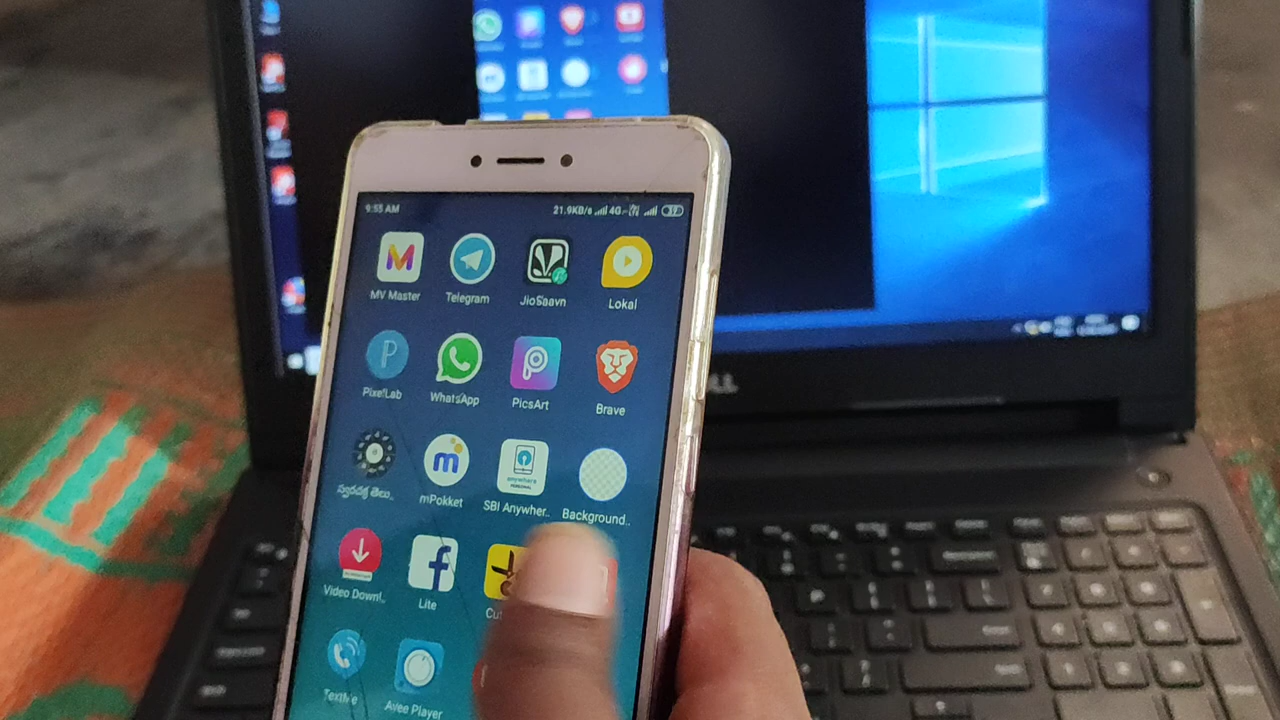 9:55 AM 21.9KB/s 4G
MV Master Telegram JioSaavn Lokal
PixelLab WhatsApp PicsArt Brave
స్వరచక్ర తెలు.. mPokket SBI Anywher.. Background..
Video Downl.. Lite
TextMe Avee Player